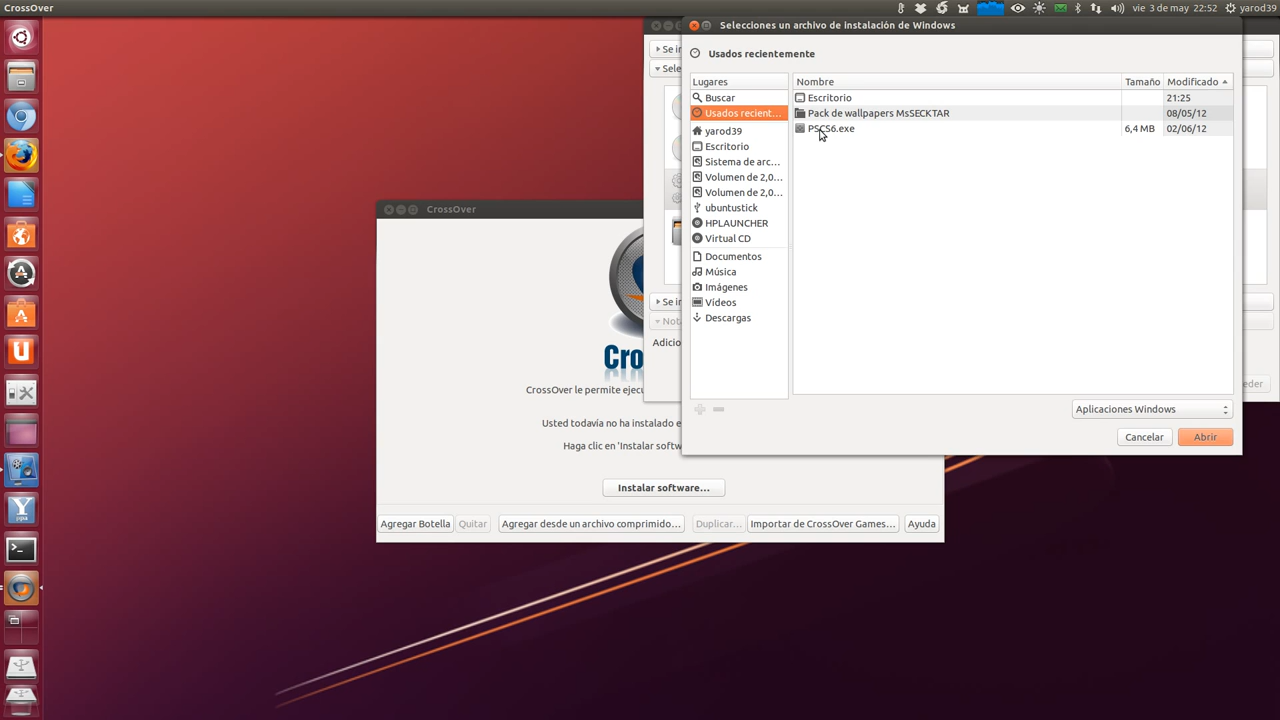 CrossOver
vie 3 de may 22:52
yarod39
Selecciones un archivo de Instalación de Windows
Usados recientemente
Lugares
Nombre
Tamaño
Modificado
Buscar
Escritorio
21:25
Usados recient...
Pack de wallpapers MsSECKTAR
08/05/12
yarod39
PSCS6.exe
6,4 MB
02/06/12
Escritorio
Sistema de arc...
Volumen de 2,0...
Volumen de 2,0...
ubuntustick
HPLAUNCHER
Virtual CD
Documentos
Música
Imágenes
Vídeos
Descargas
Aplicaciones Windows
Cancelar
Abrir
Se i
Sele
Se i
Nota
Adicio
eder
CrossOver
Cro
CrossOver le permite ejecu
Usted todavía no ha instalado e
Haga clic en 'Instalar softw
Instalar software...
Agregar Botella
Quitar
Agregar desde un archivo comprimido...
Duplicar...
Importar de CrossOver Games...
Ayuda